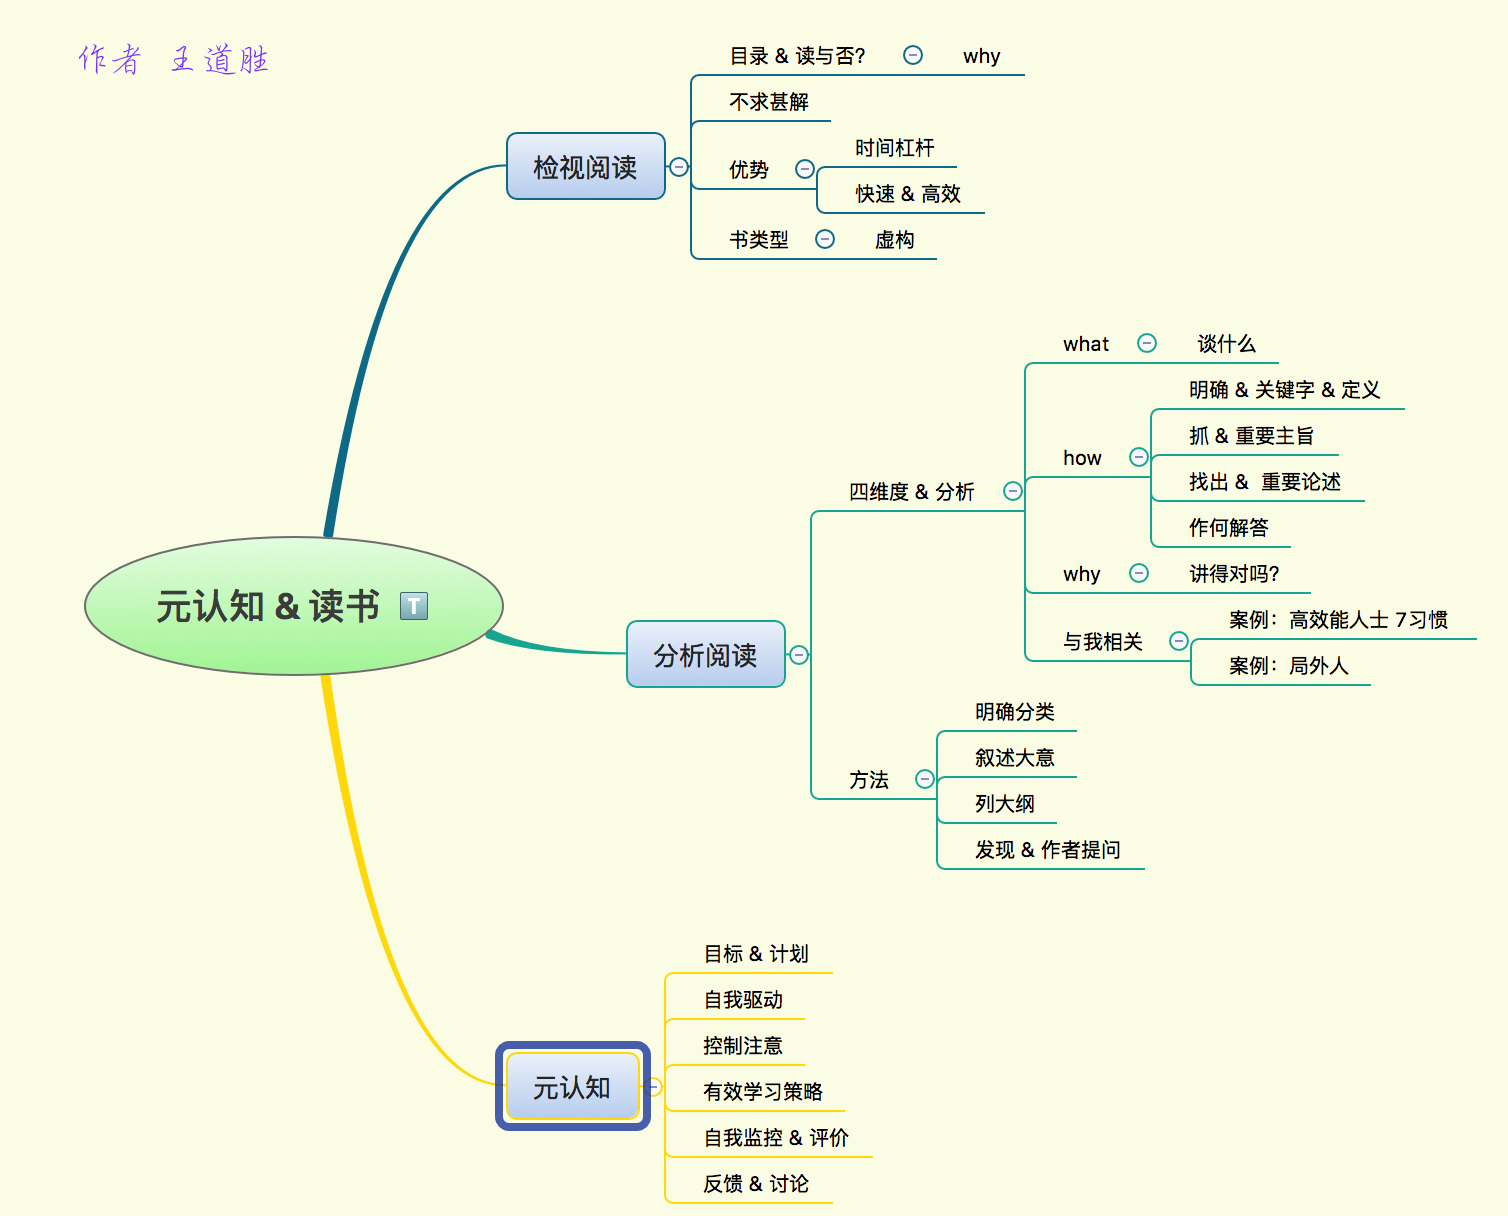 作者 王道胜
目录 & 读与否? why
不求甚解
检视阅读
优势
时间杠杆
快速 & 高效
书类型 虚构
what 谈什么
how
明确 & 关键字 & 定义
抓 & 重要主旨
找出 & 重要论述
作何解答
四维度 & 分析
why 讲得对吗?
与我相关
案例：高效能人士 7习惯
案例：局外人
元认知 & 读书 T
分析阅读
方法
明确分类
叙述大意
列大纲
发现 & 作者提问
元认知
目标 & 计划
自我驱动
控制注意
有效学习策略
自我监控 & 评价
反馈 & 讨论